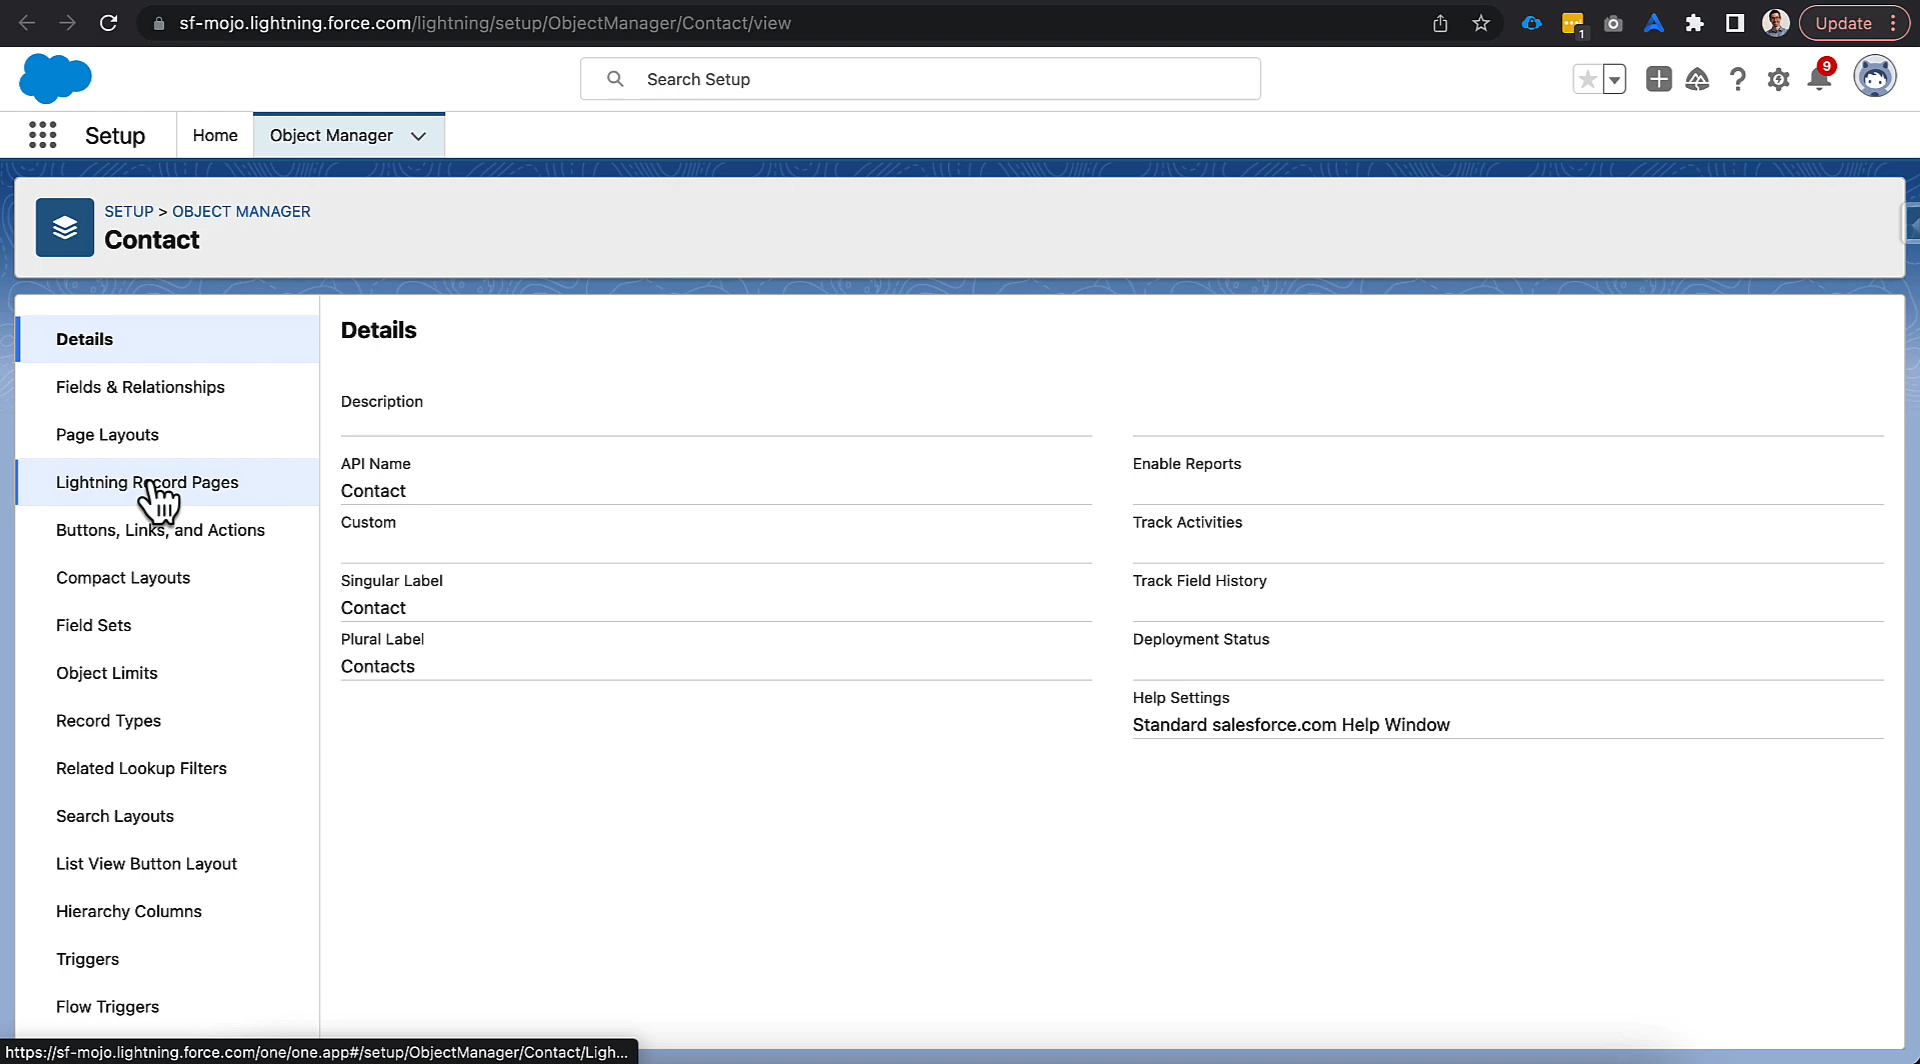 sf-mojo.lightning.force.com/lightning/setup/ObjectManager/Contact/view
1
Update
Search Setup
9
Setup
Home
Object Manager
SETUP > OBJECT MANAGER
Contact
Details
Fields & Relationships
Page Layouts
Lightning Record Pages
Buttons, Links, and Actions
Compact Layouts
Field Sets
Object Limits
Record Types
Related Lookup Filters
Search Layouts
List View Button Layout
Hierarchy Columns
Triggers
Flow Triggers
Details
Description
API Name
Contact
Custom
Singular Label
Contact
Plural Label
Contacts
Enable Reports
Track Activities
Track Field History
Deployment Status
Help Settings
Standard salesforce.com Help Window
https://sf-mojo.lightning.force.com/one/one.app#/setup/ObjectManager/Contact/Ligh...